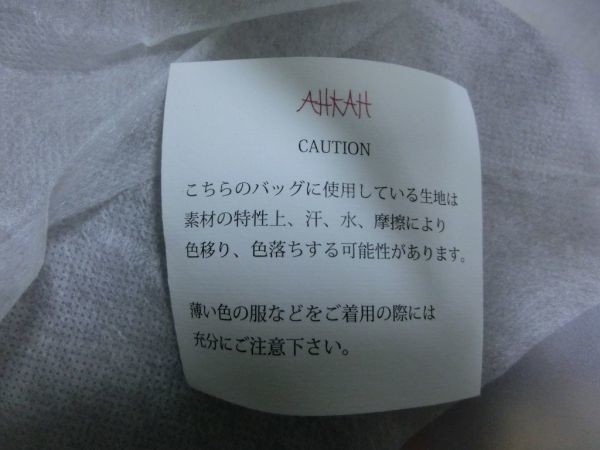 AHKAH
CAUTION
こちらのバッグに使用している生地は
素材の特性上、汗、水、摩擦により
色移り、色落ちする可能性があります。
薄い色の服などをご着用の際には
充分にご注意下さい。